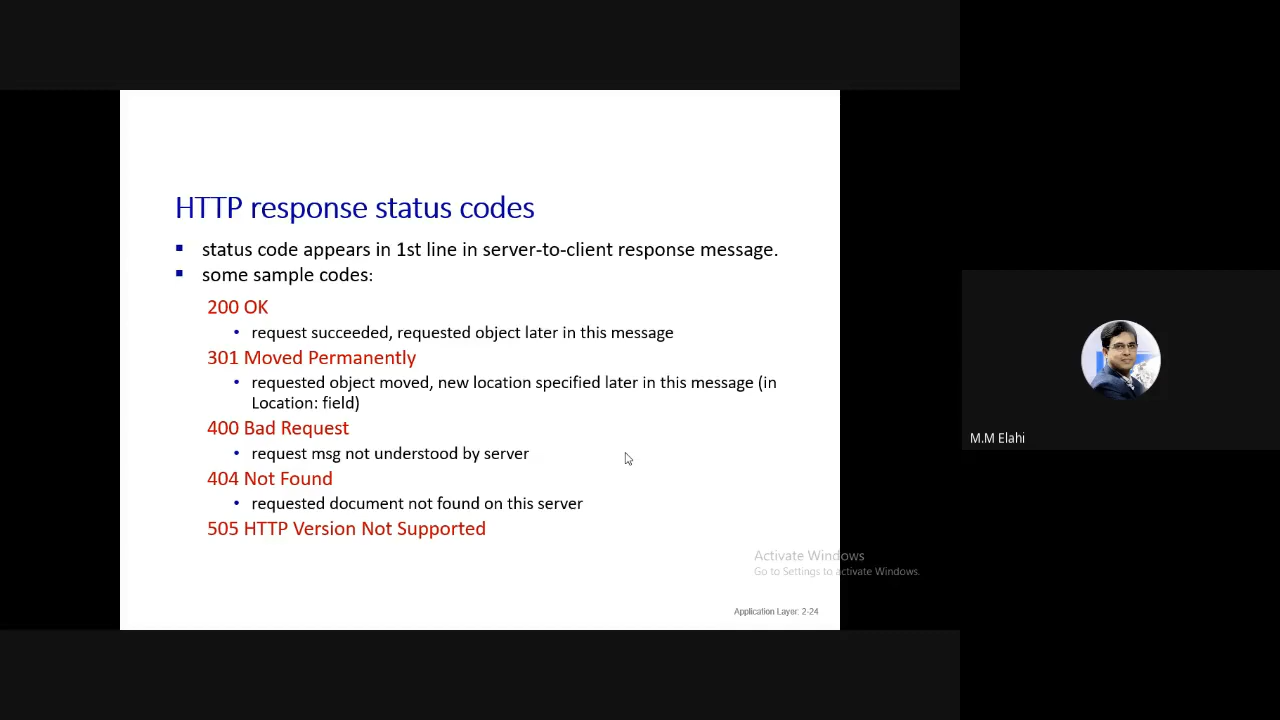 HTTP response status codes
▪ status code appears in 1st line in server-to-client response message.
▪ some sample codes:
200 OK
• request succeeded, requested object later in this message
301 Moved Permanently
• requested object moved, new location specified later in this message (in
Location: field)
400 Bad Request
• request msg not understood by server
404 Not Found
• requested document not found on this server
505 HTTP Version Not Supported
Activate Windows
Go to Settings to activate Windows.
Application Layer: 2-24
M.M Elahi